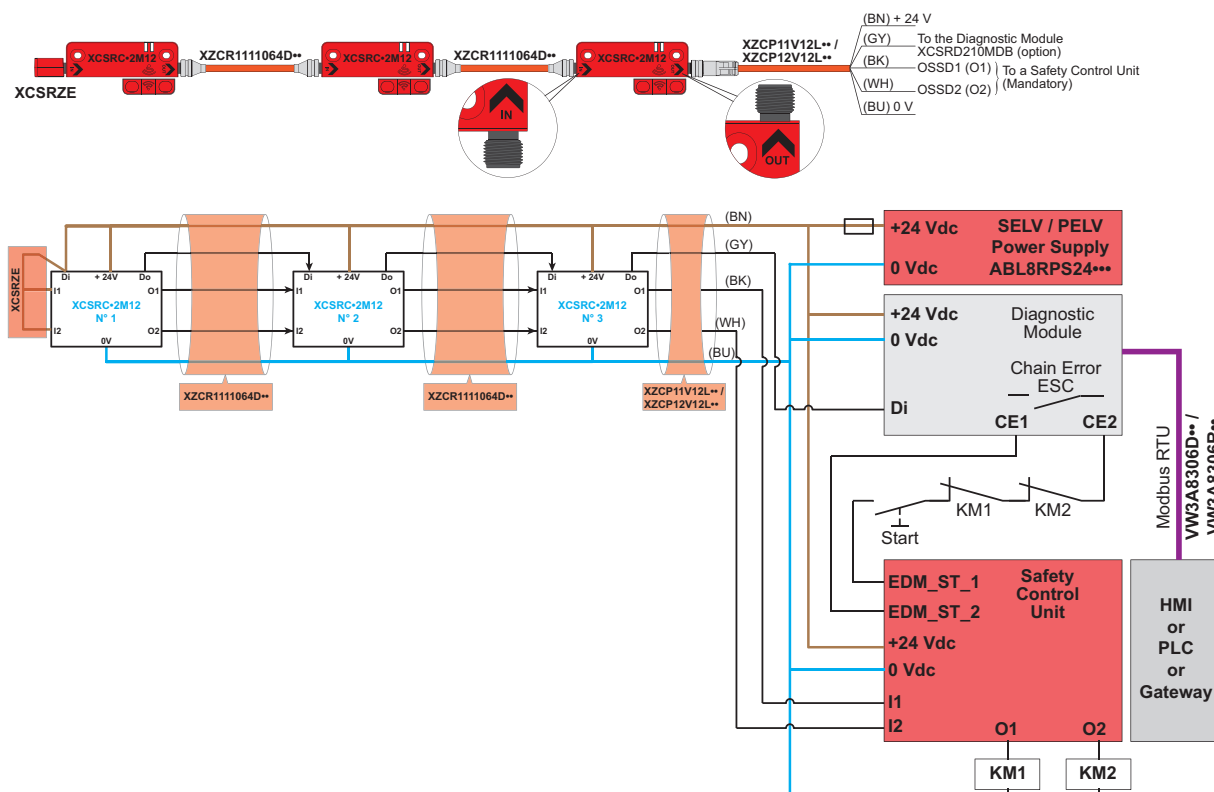 XCSRZE
XCSRC•2M12
XZCR1111064D••
XCSRC•2M12
XZCR1111064D••
XCSRC•2M12
XZCP11V12L•• /
XZCP12V12L••
(BN) + 24 V
(GY) To the Diagnostic Module
XCSRD210MDB (option)
(BK) OSSD1 (O1)
(WH) OSSD2 (O2)
To a Safety Control Unit
(Mandatory)
(BU) 0 V
IN
OUT
XCSRZE
Di + 24V Do
I1 O1
XCSRC•2M12
N° 1
I2 O2
0V
XZCR1111064D••
Di + 24V Do
I1 O1
XCSRC•2M12
N° 2
I2 O2
0V
XZCR1111064D••
Di + 24V Do
I1 O1
XCSRC•2M12
N° 3
I2 O2
0V
XZCP11V12L•• /
XZCP12V12L••
(BN)
(GY)
(BK)
(WH)
(BU)
+24 Vdc
0 Vdc
SELV / PELV
Power Supply
ABL8RPS24•••
+24 Vdc
0 Vdc
Diagnostic
Module
Chain Error
ESC
Di
CE1 CE2
KM1 KM2
Start
Modbus RTU
VW3A8306D•• /
EDM_ST_1
EDM_ST_2
+24 Vdc
0 Vdc
I1
I2
Safety
Control
Unit
O1 O2
KM1 KM2
HMI
or
PLC
or
Gateway